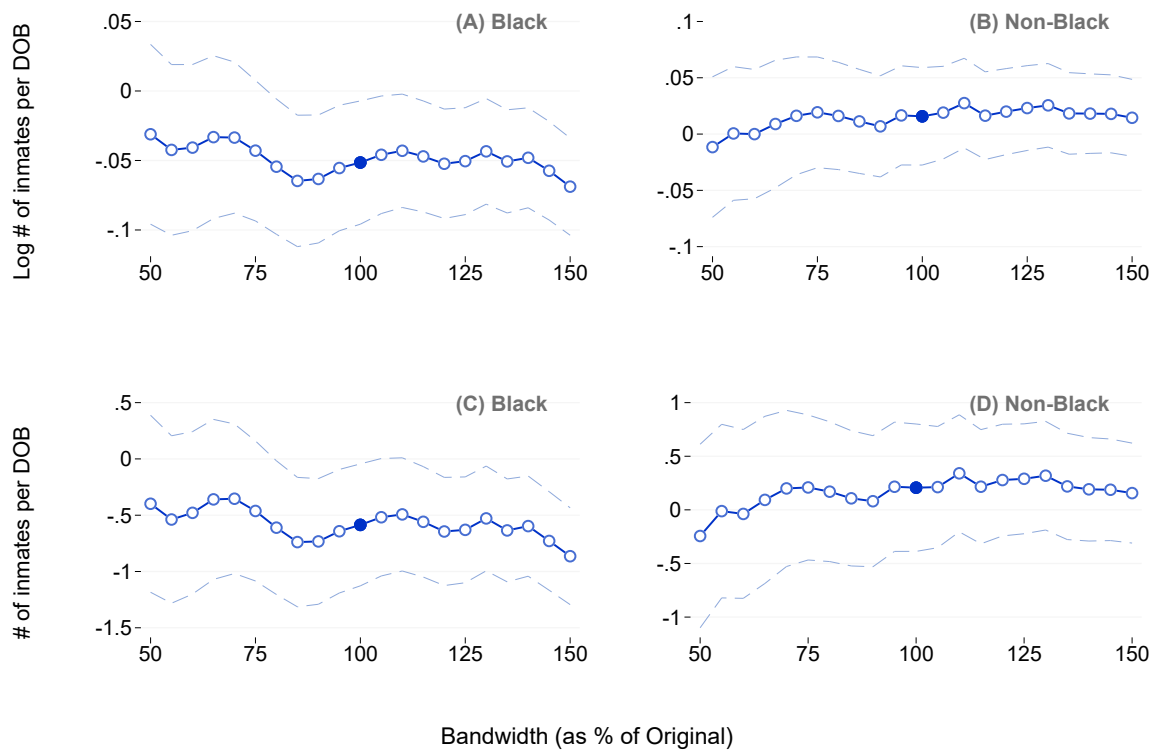 Log # of inmates per DOB
(A) Black
.05
0
-.05
-.1
50 75 100 125 150
(B) Non-Black
.1
.05
0
-.05
-.1
50 75 100 125 150
# of inmates per DOB
(C) Black
.5
0
-.5
-1
-1.5
50 75 100 125 150
(D) Non-Black
1
.5
0
-.5
-1
50 75 100 125 150
Bandwidth (as % of Original)